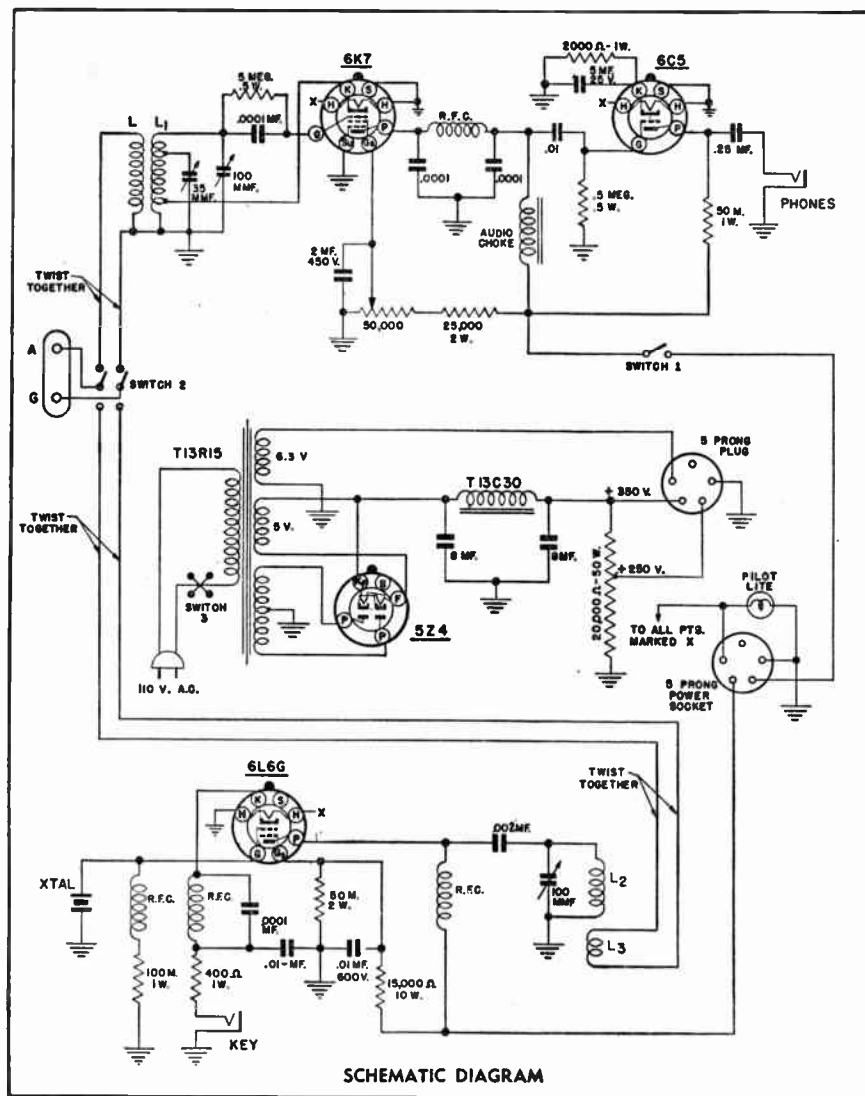 6K7
5 MEG.
.5 W.
L
L1
.0001 MF.
X
H
K
S
H
G
P
R.F.C.
35
MMF.
100
MMF.
.0001
.0001
2000 Ω-1W.
5 MF.
25 V.
6C5
X
H
K
S
H
G
P
.01
.5 MEG.
.5 W.
.25 MF.
PHONES
50 M.
1 W.
AUDIO
CHOKE
2 MF.
450 V.
50,000
25,000
2 W.
TWIST
TOGETHER
A
G
SWITCH 2
SWITCH 1
T13R15
6.3 V
5 V.
T13C30
8 MF.
8 MF.
5 PRONG
PLUG
+ 350 V.
+ 250 V.
20,000 Ω-50 W.
TWIST
TOGETHER
SWITCH
3
110 V. A.C.
S
F
P
P
5Z4
PILOT
LITE
TO ALL PTS.
MARKED X
5 PRONG
POWER
SOCKET
6L6G
K
S
H
H
X
P
G
TWIST
TOGETHER
XTAL
R.F.C.
R.F.C.
.0001
MF.
50 M.
2 W.
.002 MF.
R.F.C.
100
MMF
L2
L3
100 M.
1 W.
400 Ω
1 W.
.01-MF.
.01 MF.
600 V.
15,000 Ω
10 W.
KEY
SCHEMATIC DIAGRAM